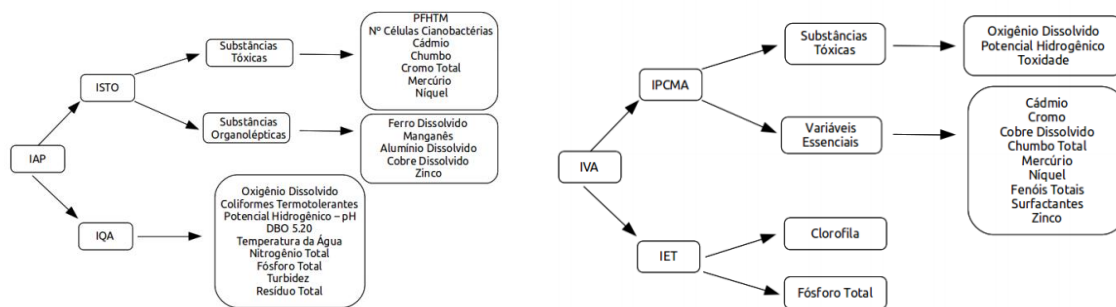 IAP
ISTO
Substâncias
Tóxicas
PFHTM
Nº Células Cianobactérias
Cádmio
Chumbo
Cromo Total
Mercúrio
Níquel
Substâncias
Organolépticas
Ferro Dissolvido
Manganês
Alumínio Dissolvido
Cobre Dissolvido
Zinco
IQA
Oxigênio Dissolvido
Coliformes Termotolerantes
Potencial Hidrogênico – pH
DBO 5.20
Temperatura da Água
Nitrogênio Total
Fósforo Total
Turbidez
Resíduo Total
IVA
IPCMA
Substâncias
Tóxicas
Oxigênio Dissolvido
Potencial Hidrogênico
Toxidade
Variáveis
Essenciais
Cádmio
Cromo
Cobre Dissolvido
Chumbo Total
Mercúrio
Níquel
Fenóis Totais
Surfactantes
Zinco
IET
Clorofila
Fósforo Total